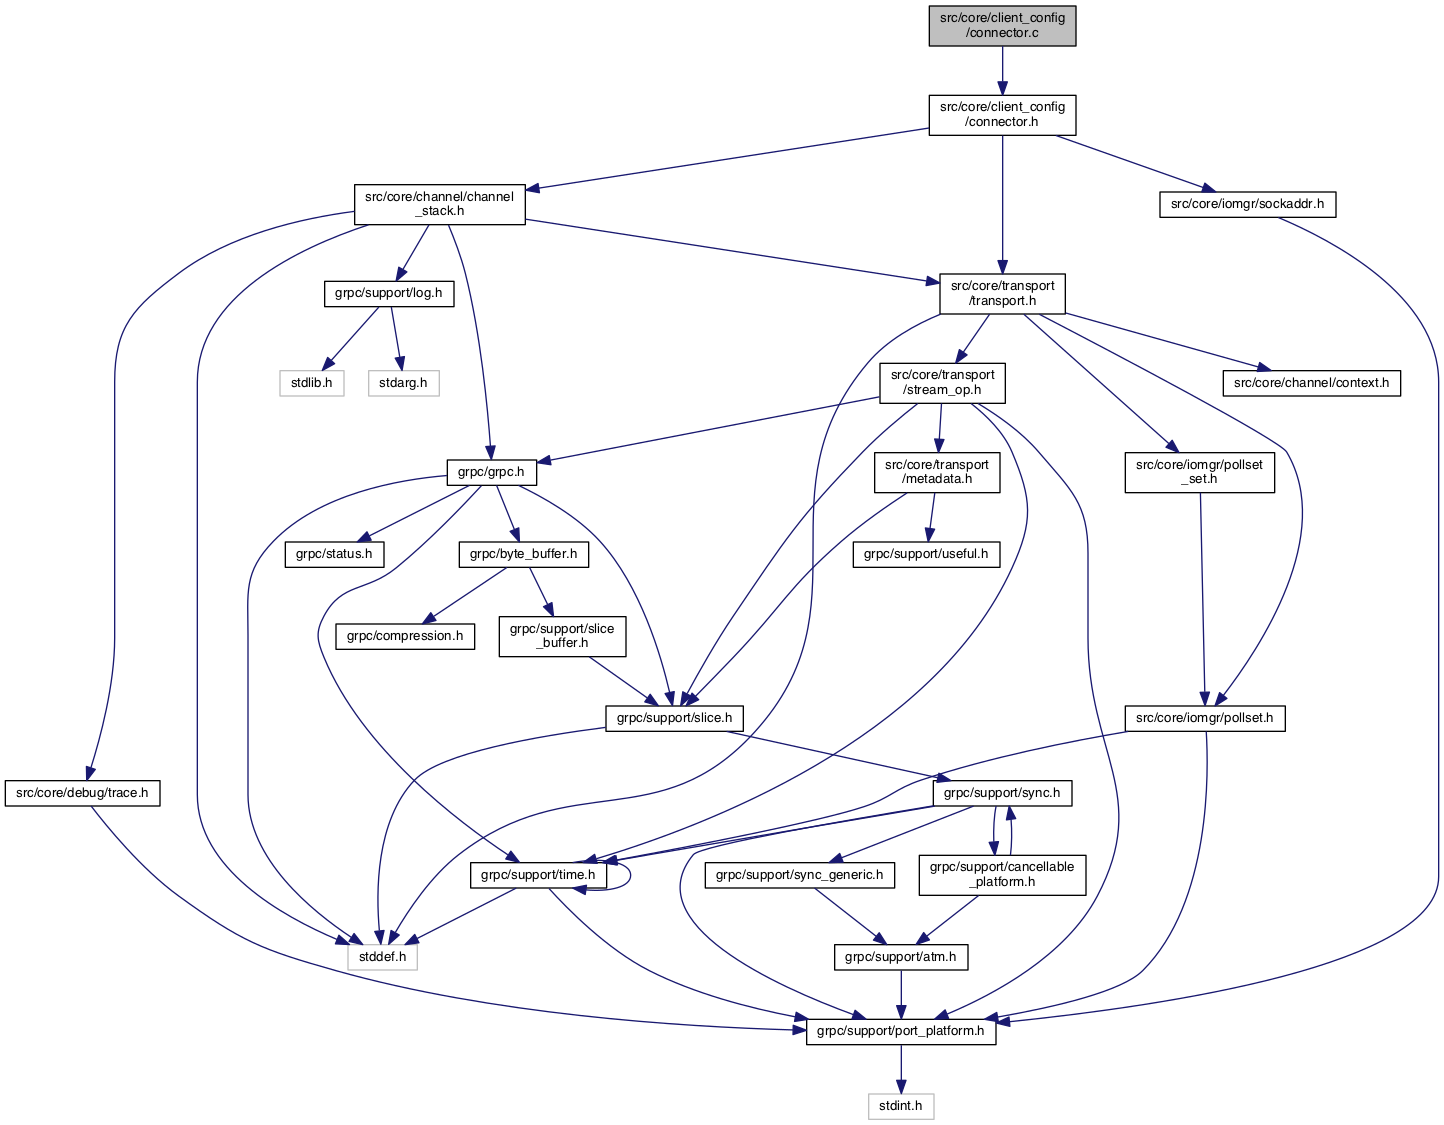 src/core/client_config
/connector.c
src/core/client_config
/connector.h
src/core/channel/channel
_stack.h
src/core/iomgr/sockaddr.h
grpc/support/log.h
src/core/transport
/transport.h
stdlib.h
stdarg.h
src/core/transport
/stream_op.h
src/core/channel/context.h
grpc/grpc.h
src/core/transport
/metadata.h
src/core/iomgr/pollset
_set.h
grpc/status.h
grpc/byte_buffer.h
grpc/support/useful.h
grpc/compression.h
grpc/support/slice
_buffer.h
grpc/support/slice.h
src/core/iomgr/pollset.h
src/core/debug/trace.h
grpc/support/sync.h
grpc/support/time.h
grpc/support/sync_generic.h
grpc/support/cancellable
_platform.h
stddef.h
grpc/support/atm.h
grpc/support/port_platform.h
stdint.h